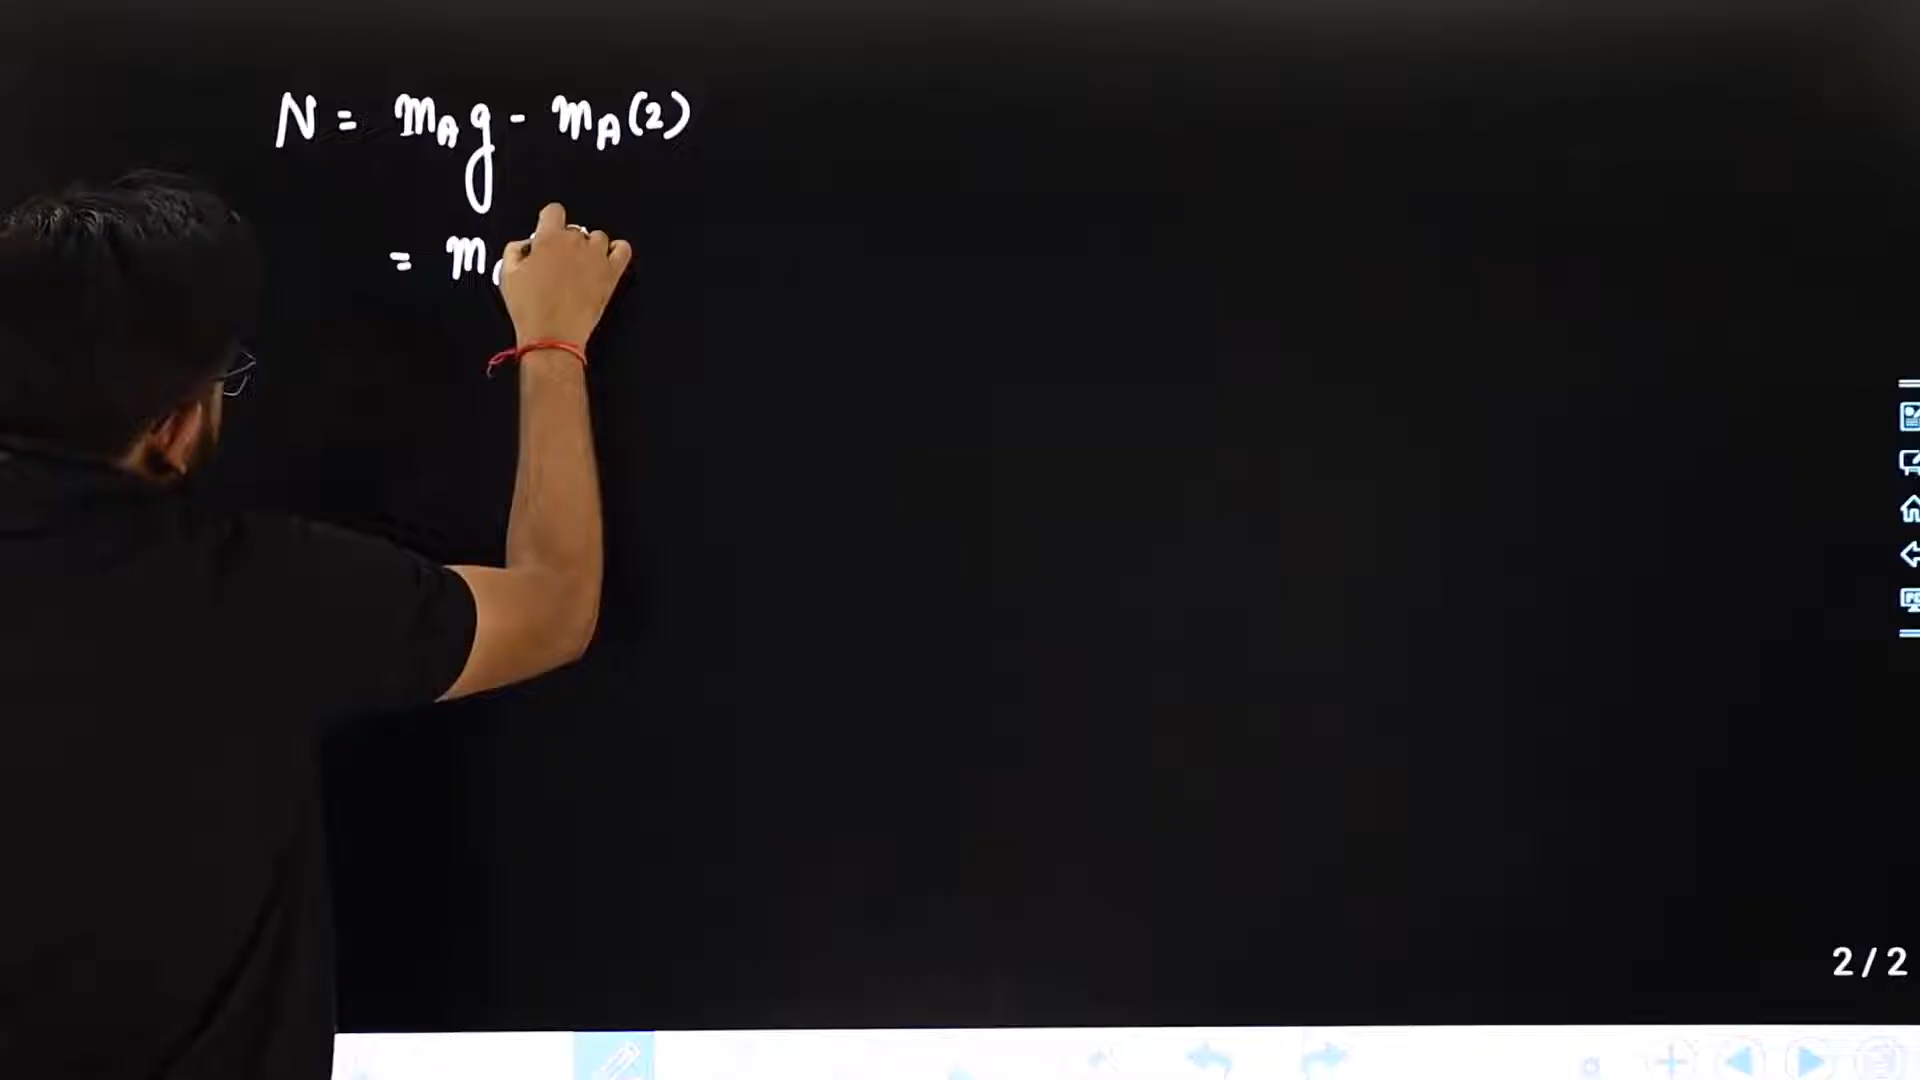 N = mAg - mA(2)
= m
2 / 2